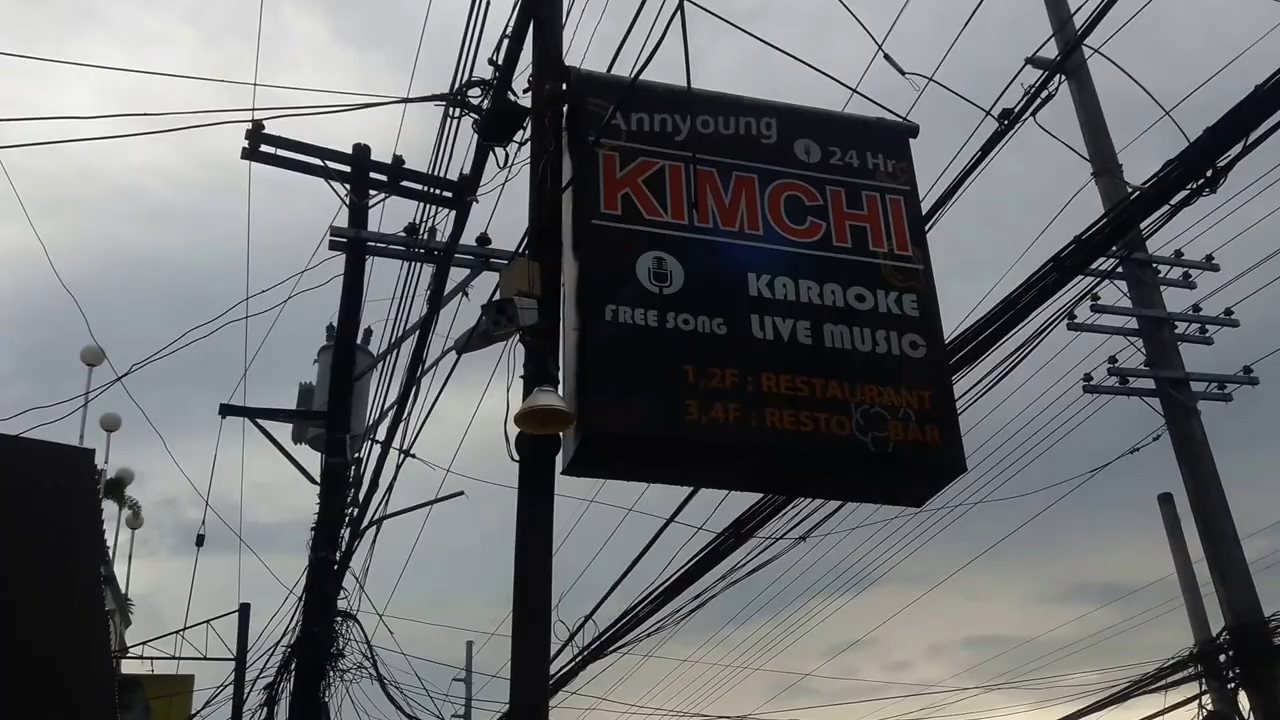 Annyoung
24 Hr
KIMCHI
KARAOKE
FREE SONG
LIVE MUSIC
1,2F : RESTAURANT
3,4F : RESTO BAR